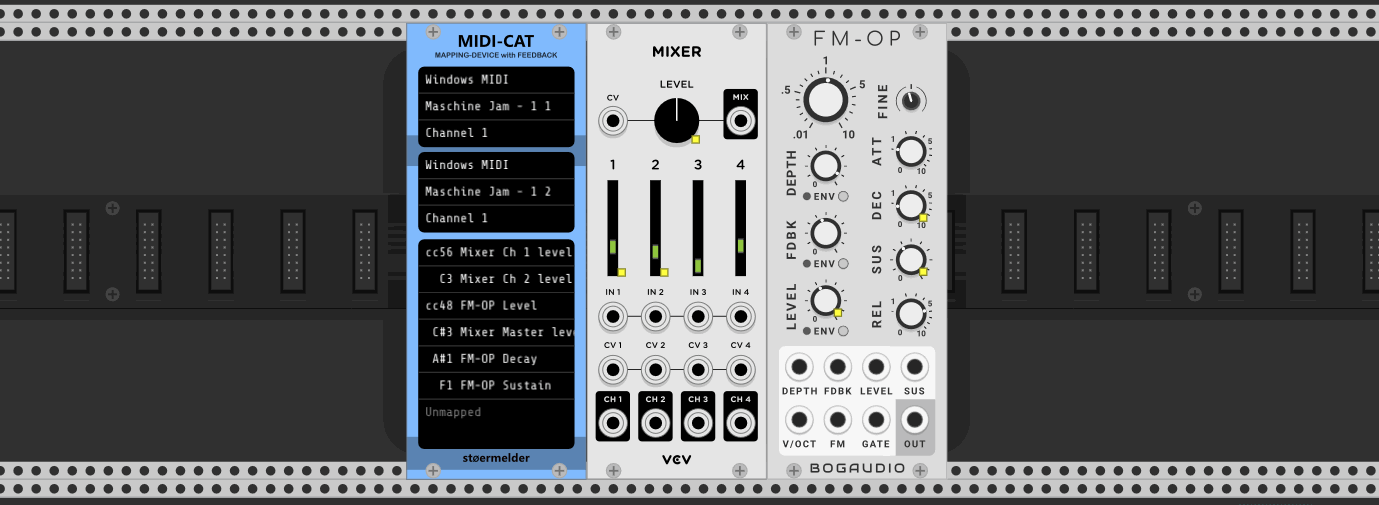 MIDI-CAT
MAPPING-DEVICE with FEEDBACK
Windows MIDI
Maschine Jam - 1 1
Channel 1
Windows MIDI
Maschine Jam - 1 2
Channel 1
cc56 Mixer Ch 1 level
C3 Mixer Ch 2 level
cc48 FM-OP Level
C#3 Mixer Master leve
A#1 FM-OP Decay
F1 FM-OP Sustain
Unmapped
støermelder
MIXER
LEVEL
CV
MIX
1 2 3 4
IN 1 IN 2 IN 3 IN 4
CV 1 CV 2 CV 3 CV 4
CH 1 CH 2 CH 3 CH 4
VCV
FM-OP
1
.5 5
.01 10
FINE
DEPTH
0
ENV
ATT
5
0 10
FDBK
0
ENV
DEC
5
0 10
SUS
0
LEVEL
0
ENV
REL
5
0 10
DEPTH FDBK LEVEL SUS
V/OCT FM GATE OUT
BOGAUDIO